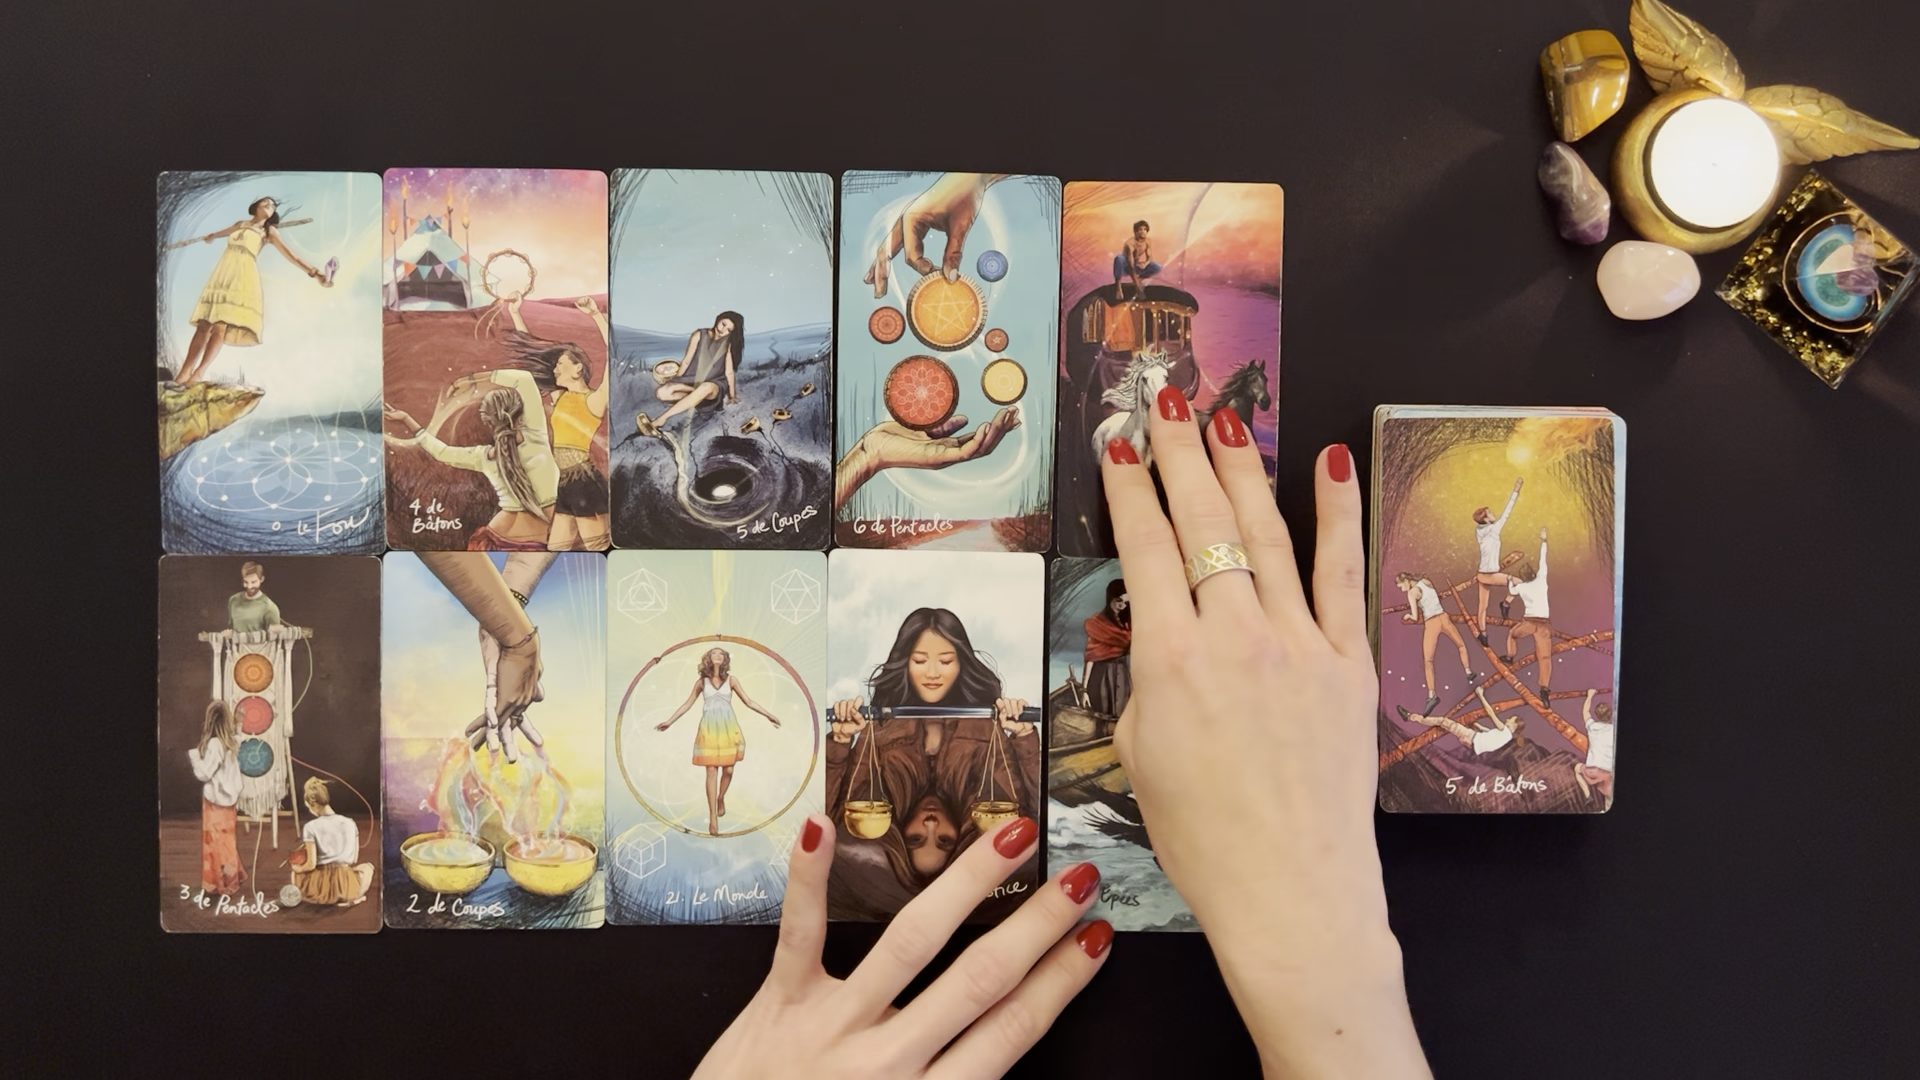 0 Le Fou
4 de
Bâtons
5 de Coupes
6 de Pentacles
3 de Pentacles
2 de Coupes
21. Le Monde
Epées
5 de Bâtons